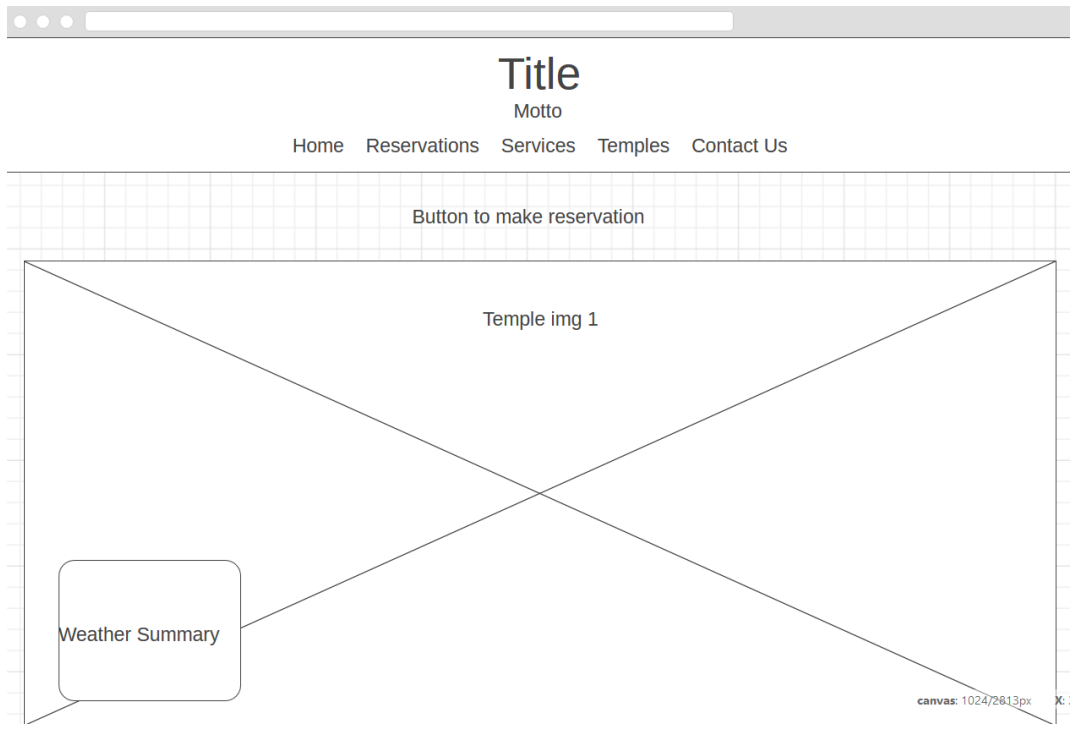 Title
Motto
Home Reservations Services Temples Contact Us
Button to make reservation
Temple img 1
Weather Summary
canvas: 1024/2813px X: